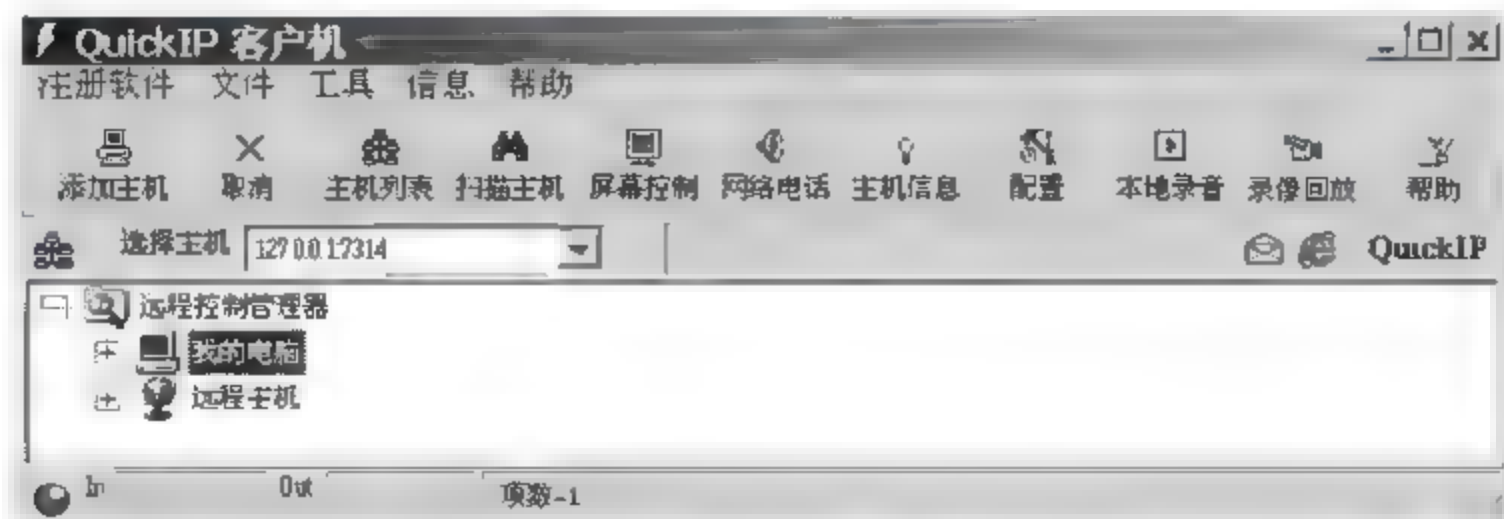 QuickIP 客户机
注册软件 文件 工具 信息 帮助
添加主机 取消 主机列表 扫描主机 屏幕控制 网络电话 主机信息 配置 本地录音 录像回放 帮助
选择主机 127.0.0.1:7314 QuickIP
远程控制管理器
我的电脑
远程主机
In Out 项数-1